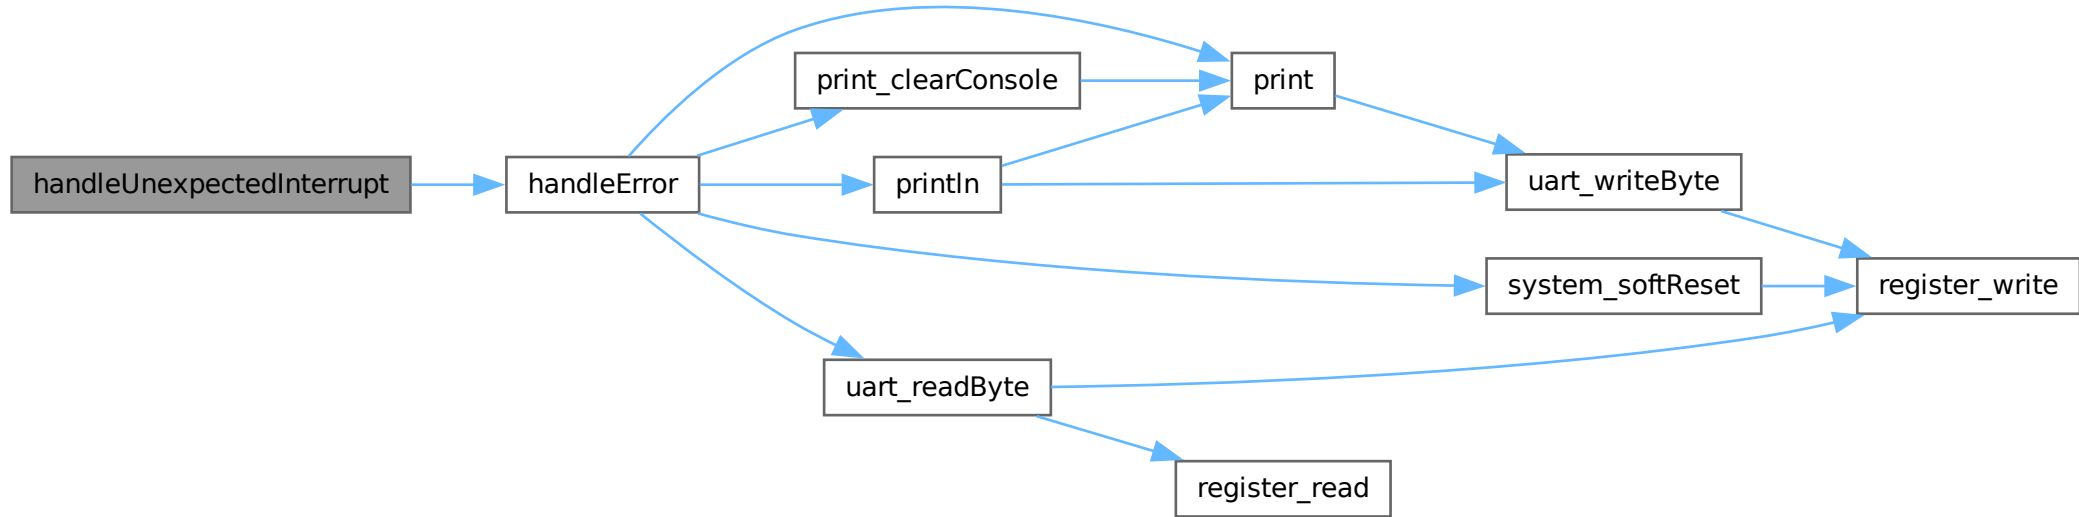 handleUnexpectedInterrupt
handleError
print_clearConsole
print
println
uart_writeByte
system_softReset
register_write
uart_readByte
register_read